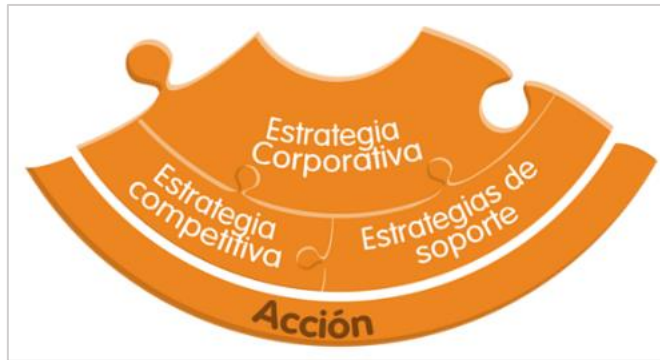 Estrategia
Corporativa
Estrategia
competitiva
Estrategias de
soporte
Acción